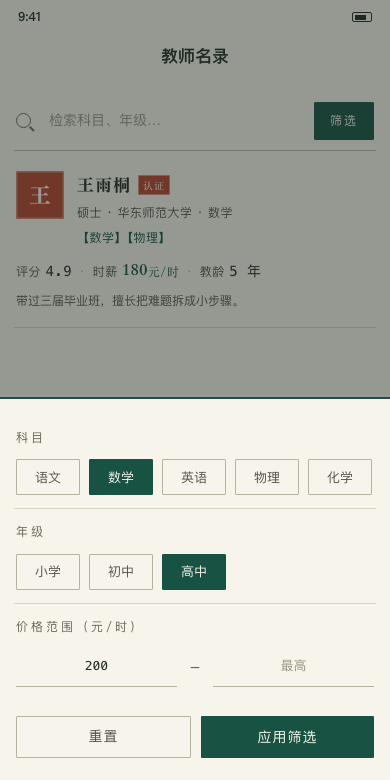 9:41
教师名录
检索科目、年级… 筛选
王 王雨桐 认证
硕士 · 华东师范大学 · 数学
【数学】【物理】
评分 4.9 · 时薪 180元/时 · 教龄 5 年
带过三届毕业班，擅长把难题拆成小步骤。
科目
语文 数学 英语 物理 化学
年级
小学 初中 高中
价格范围（元/时）
200 — 最高
重置 应用筛选